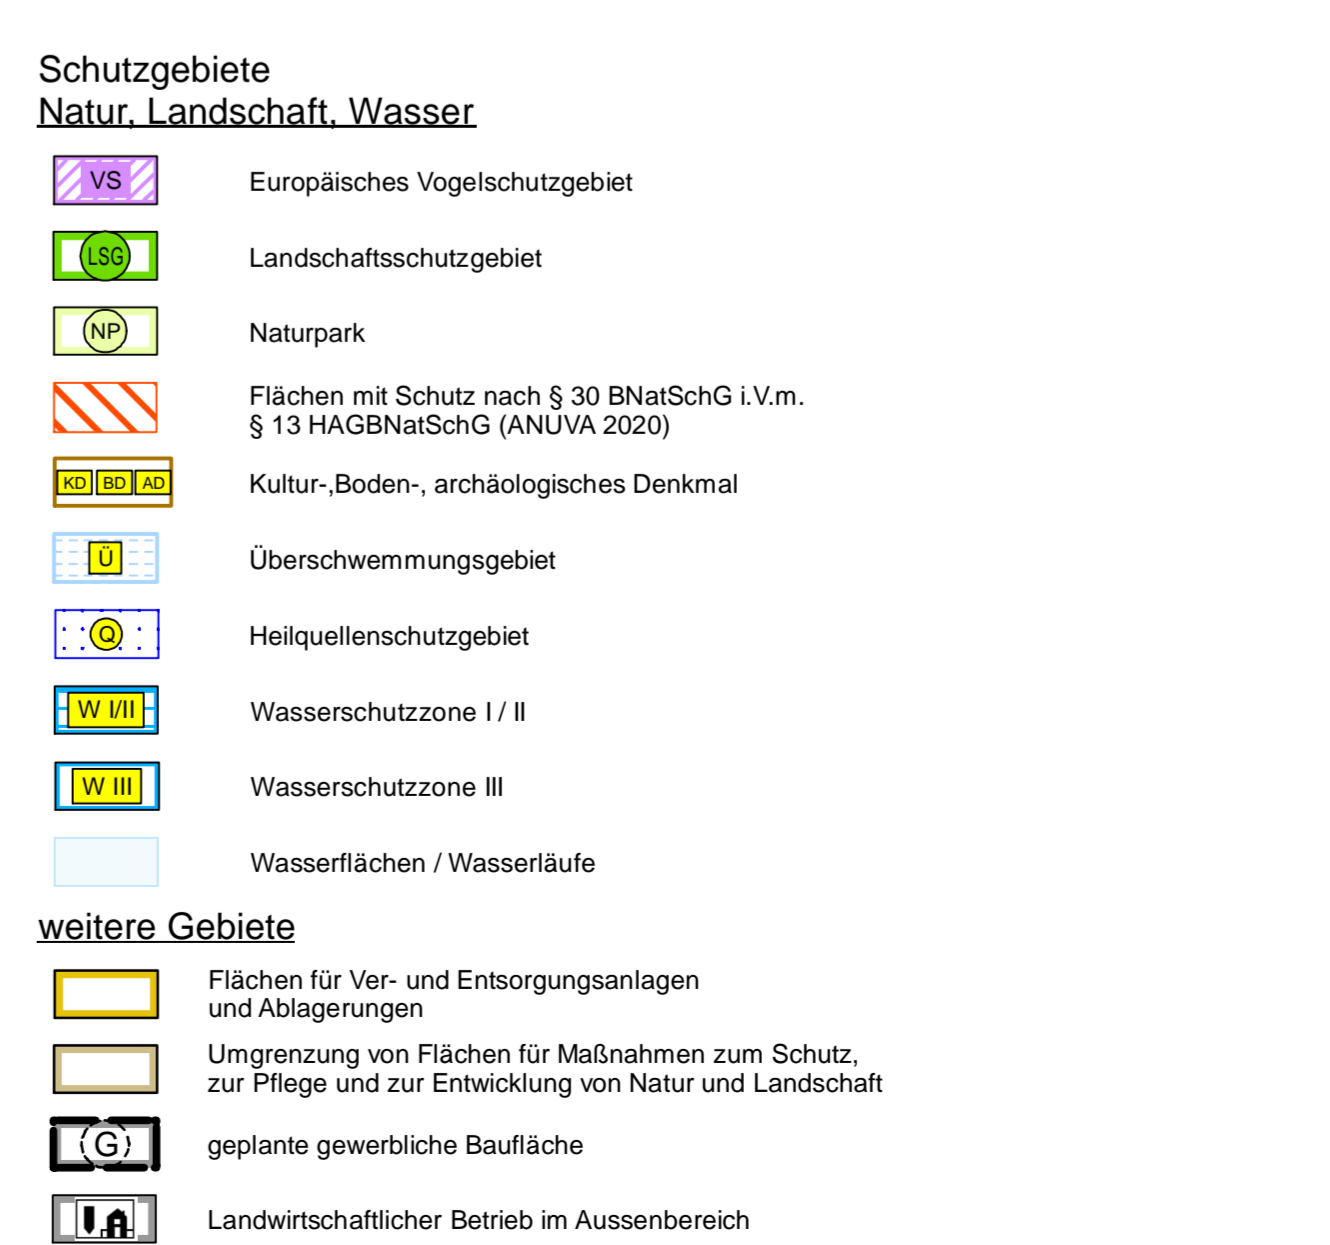 Schutzgebiete
Natur, Landschaft, Wasser
VS Europäisches Vogelschutzgebiet
LSG Landschaftsschutzgebiet
NP Naturpark
Flächen mit Schutz nach § 30 BNatSchG i.V.m.
§ 13 HAGBNatSchG (ANUVA 2020)
KD BD AD Kultur-,Boden-, archäologisches Denkmal
Ü Überschwemmungsgebiet
Q Heilquellenschutzgebiet
W I/II Wasserschutzzone I / II
W III Wasserschutzzone III
Wasserflächen / Wasserläufe
weitere Gebiete
Flächen für Ver- und Entsorgungsanlagen
und Ablagerungen
Umgrenzung von Flächen für Maßnahmen zum Schutz,
zur Pflege und zur Entwicklung von Natur und Landschaft
G geplante gewerbliche Baufläche
Landwirtschaftlicher Betrieb im Aussenbereich